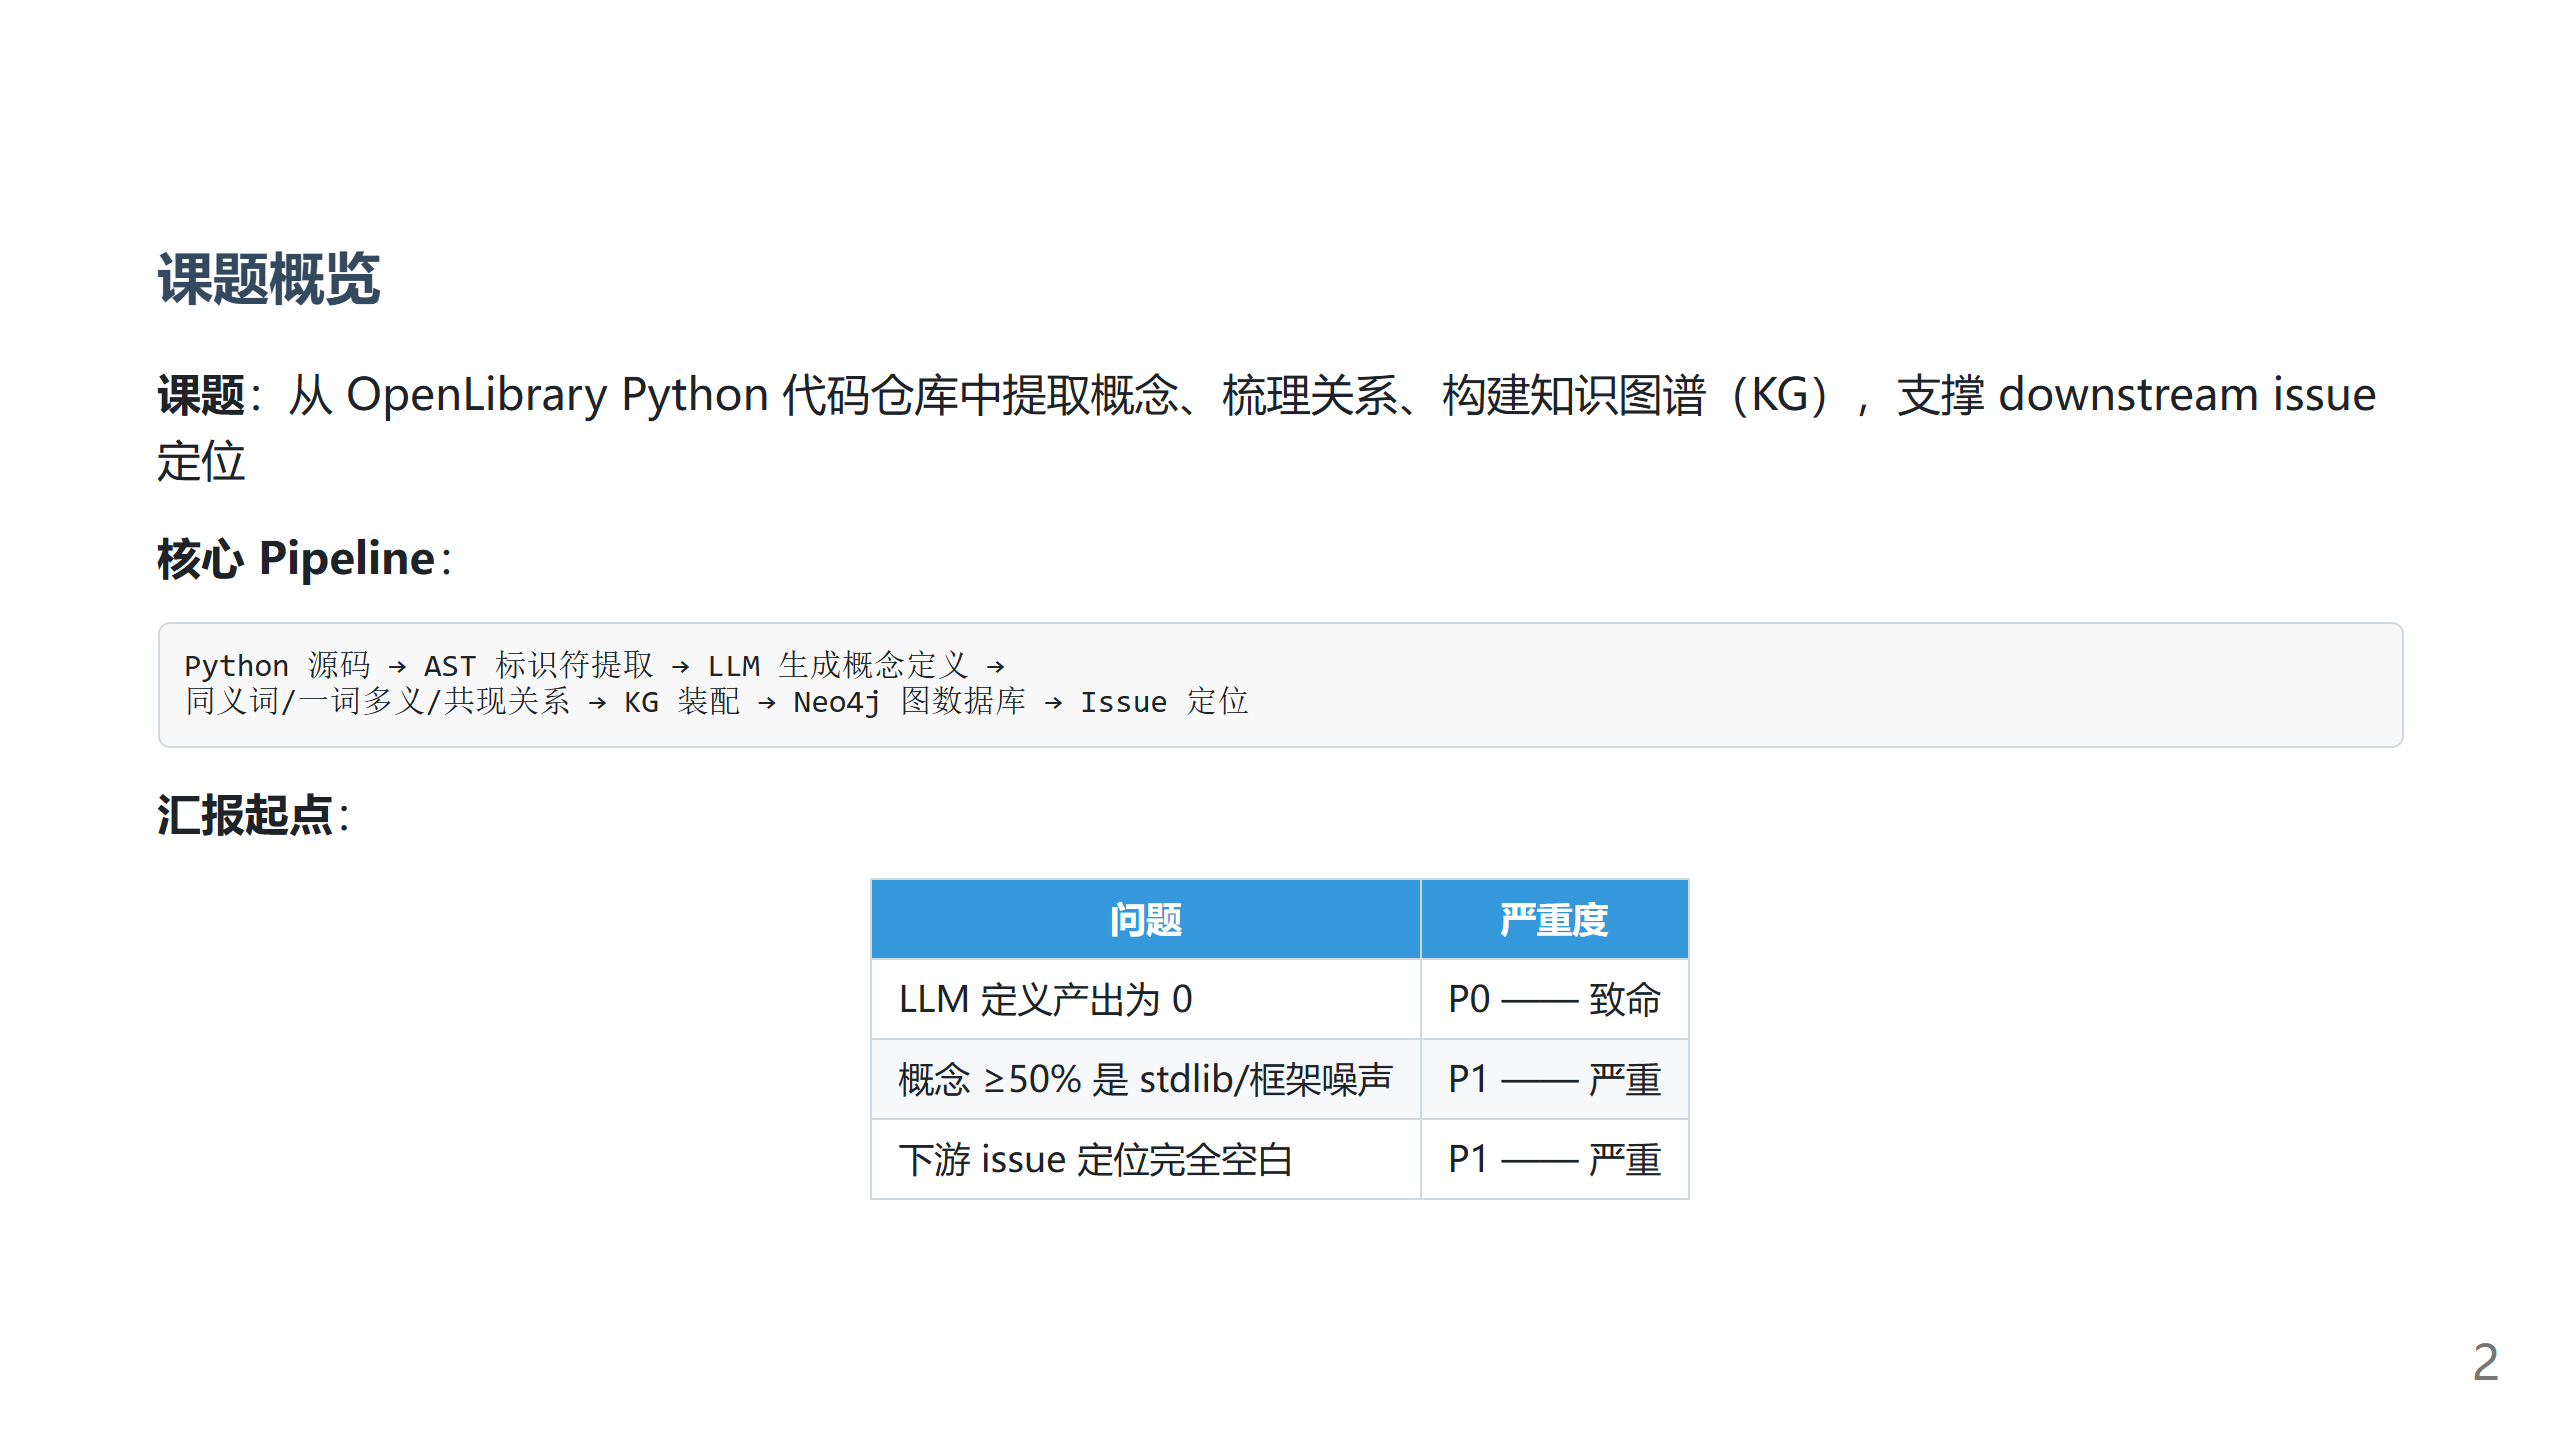 课题概览
课题：从 OpenLibrary Python 代码仓库中提取概念、梳理关系、构建知识图谱（KG），支撑 downstream issue
定位
核心 Pipeline：
Python 源码 → AST 标识符提取 → LLM 生成概念定义 →
同义词/一词多义/共现关系 → KG 装配 → Neo4j 图数据库 → Issue 定位
汇报起点：
问题 严重度
LLM 定义产出为 0 P0 —— 致命
概念 ≥50% 是 stdlib/框架噪声 P1 —— 严重
下游 issue 定位完全空白 P1 —— 严重
2